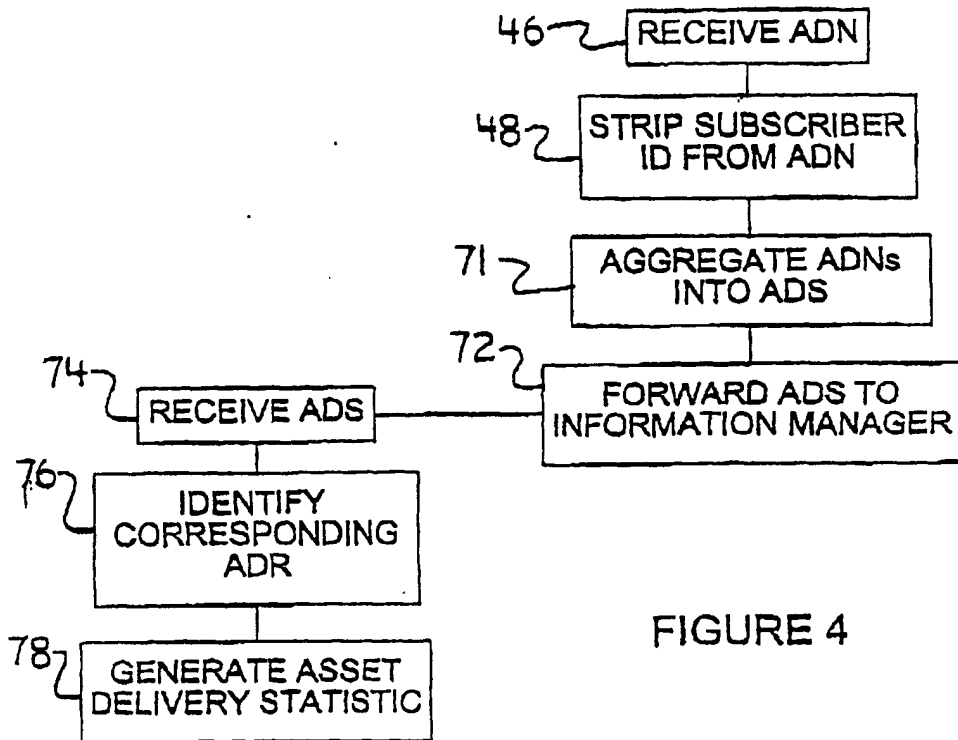 46
RECEIVE ADN
48
STRIP SUBSCRIBER
ID FROM ADN
71
AGGREGATE ADNs
INTO ADS
72
FORWARD ADS TO
INFORMATION MANAGER
74
RECEIVE ADS
76
IDENTIFY
CORRESPONDING
ADR
78
GENERATE ASSET
DELIVERY STATISTIC
FIGURE 4